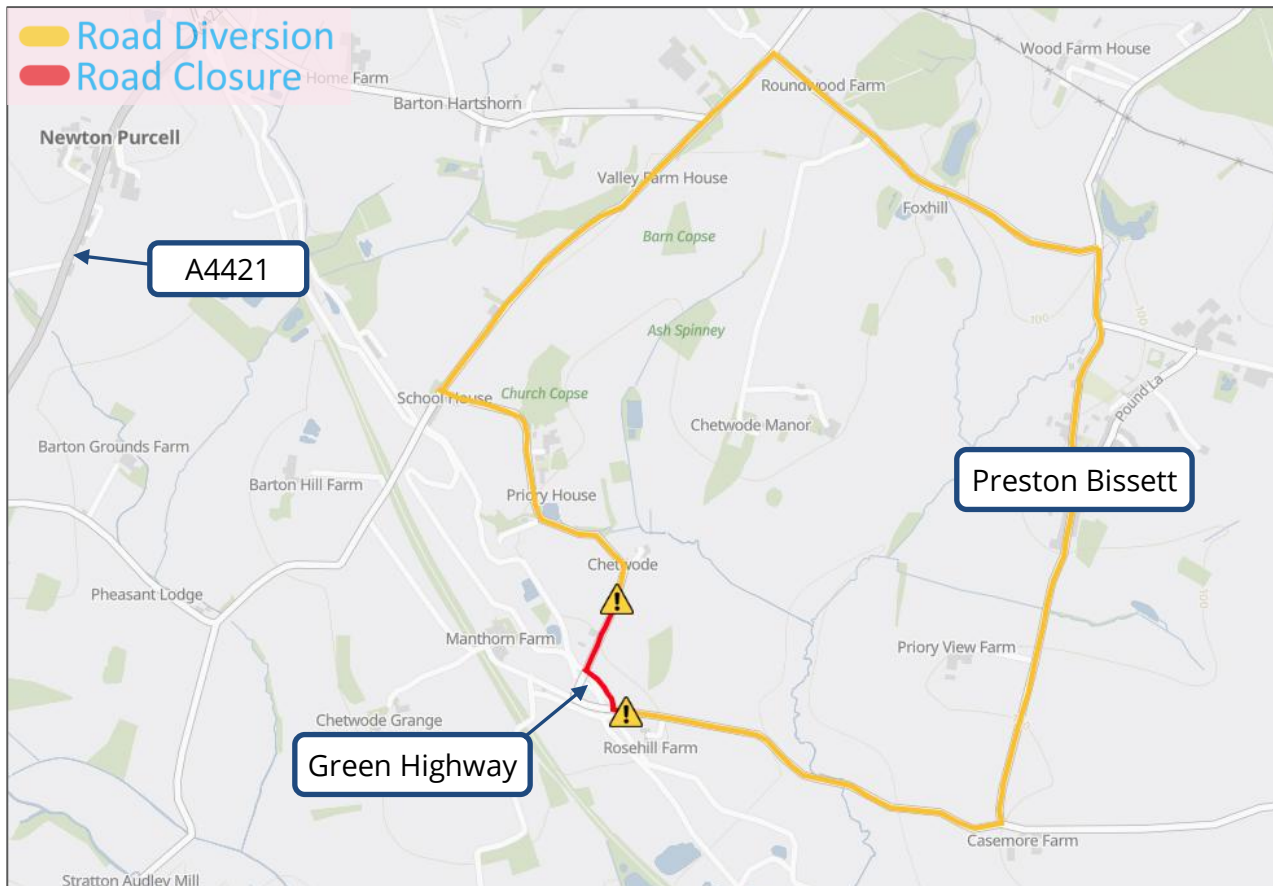 Road Diversion
Road Closure
Home Farm
Wood Farm House
Roundwood Farm
Barton Hartshorn
Newton Purcell
Valley Farm House
Foxhill
Barn Copse
A4421
100
100
Ash Spinney
School House
Church Copse
Pound La
Chetwode Manor
Barton Grounds Farm
Barton Hill Farm
Preston Bissett
Priory House
Chetwode
Pheasant Lodge
100
Manthorn Farm
Priory View Farm
Chetwode Grange
Rosehill Farm
Green Highway
Casemore Farm
Stratton Audley Mill